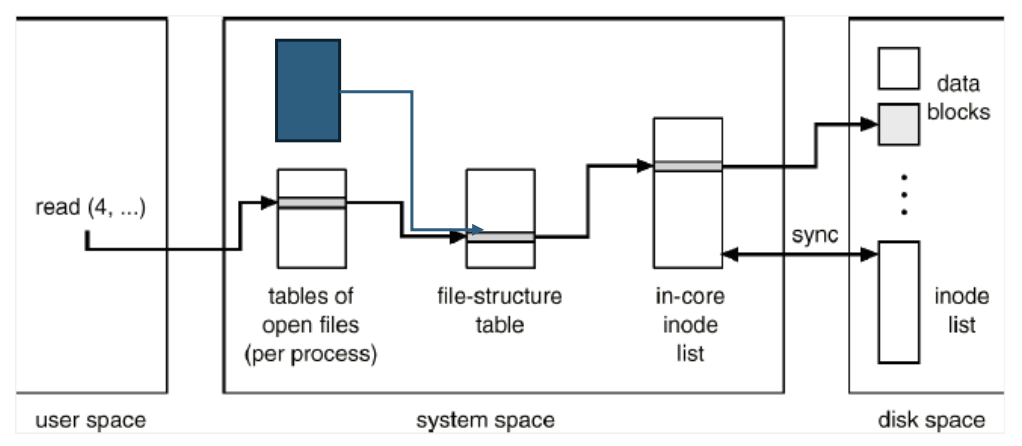 data
blocks
read (4, ...)
sync
tables of
open files
(per process)
file-structure
table
in-core
inode
list
inode
list
user space
system space
disk space